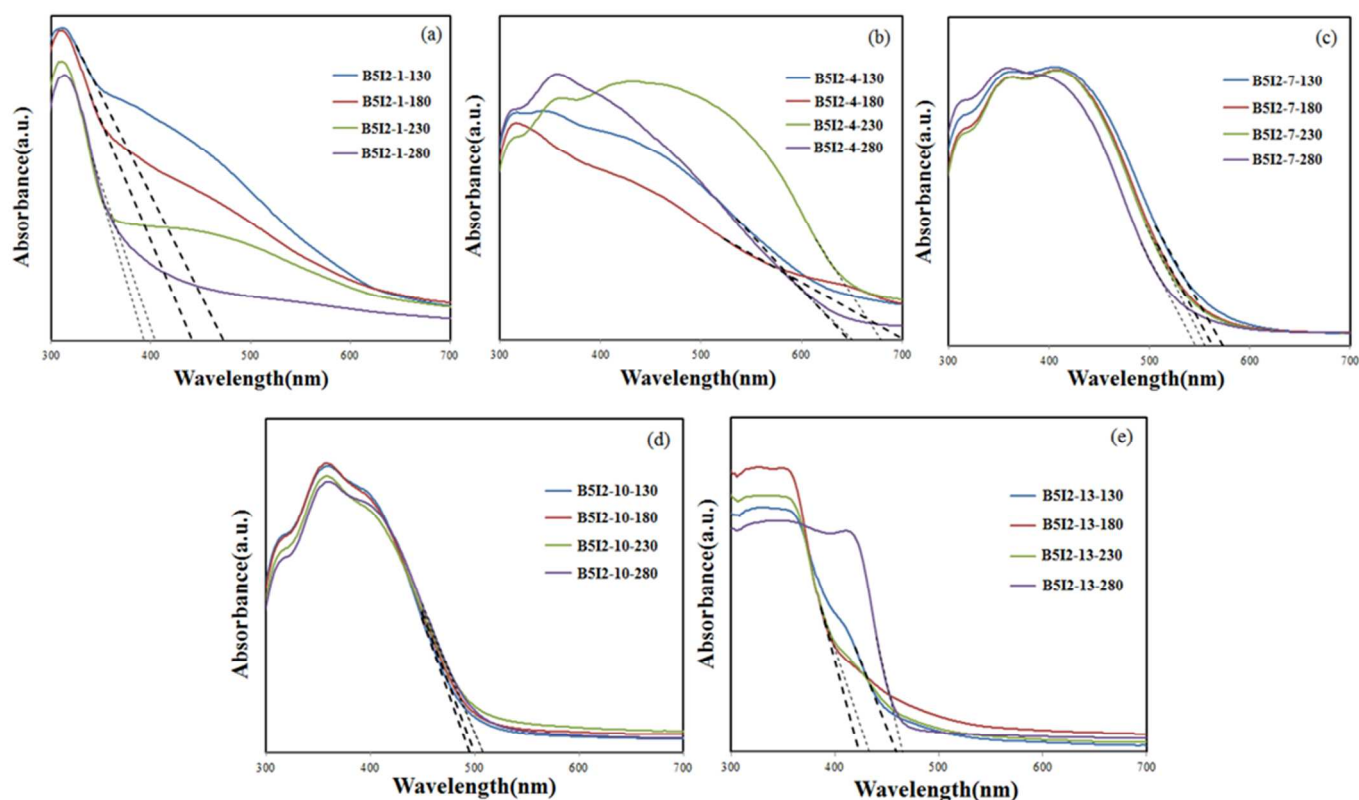 (a)
B5I2-1-130
B5I2-1-180
B5I2-1-230
B5I2-1-280
Absorbance(a.u.)
300 400 500 600 700
Wavelength(nm)
(b)
B5I2-4-130
B5I2-4-180
B5I2-4-230
B5I2-4-280
Absorbance(a.u.)
300 400 500 600 700
Wavelength(nm)
(c)
B5I2-7-130
B5I2-7-180
B5I2-7-230
B5I2-7-280
Absorbance(a.u.)
300 400 500 600 700
Wavelength(nm)
(d)
B5I2-10-130
B5I2-10-180
B5I2-10-230
B5I2-10-280
Absorbance(a.u.)
300 400 500 600 700
Wavelength(nm)
(e)
B5I2-13-130
B5I2-13-180
B5I2-13-230
B5I2-13-280
Absorbance(a.u.)
300 400 500 600 700
Wavelength(nm)